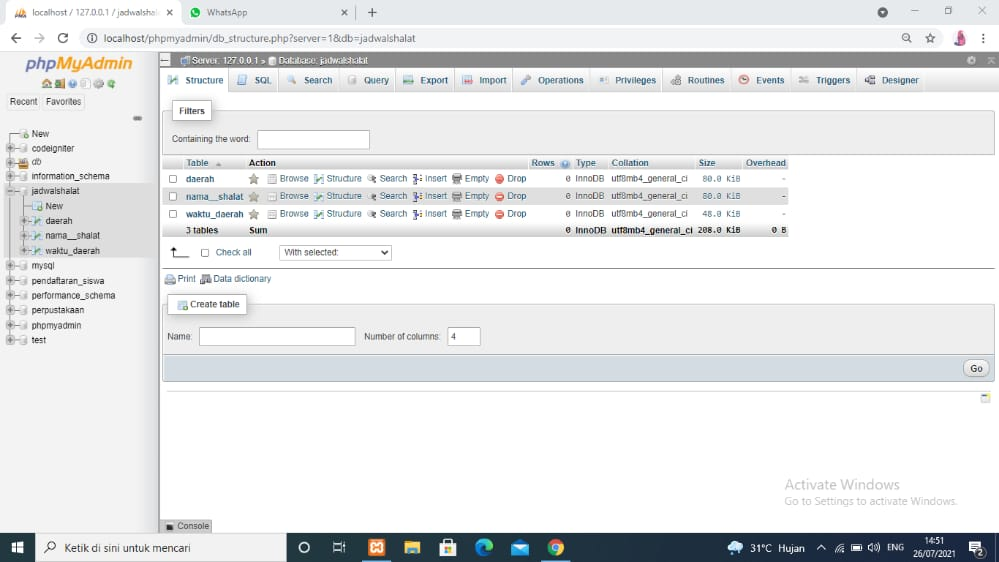 localhost / 127.0.0.1 / jadwalshal
WhatsApp
localhost/phpmyadmin/db_structure.php?server=1&db=jadwalshalat
phpMyAdmin
Recent Favorites
New
codeigniter
db
information_schema
jadwalshalat
New
daerah
nama__shalat
waktu_daerah
mysql
pendaftaran_siswa
performance_schema
perpustakaan
phpmyadmin
test
Server: 127.0.0.1 » Database: jadwalshalat
Structure SQL Search Query Export Import Operations Privileges Routines Events Triggers Designer
Filters
Containing the word:
Table Action Rows Type Collation Size Overhead
daerah Browse Structure Search Insert Empty Drop 0 InnoDB utf8mb4_general_ci 80.0 KiB -
nama__shalat Browse Structure Search Insert Empty Drop 0 InnoDB utf8mb4_general_ci 80.0 KiB -
waktu_daerah Browse Structure Search Insert Empty Drop 0 InnoDB utf8mb4_general_ci 48.0 KiB -
3 tables Sum 0 InnoDB utf8mb4_general_ci 208.0 KiB 0 B
Check all With selected:
Print Data dictionary
Create table
Name: Number of columns: 4
Go
Activate Windows
Go to Settings to activate Windows.
Console
Ketik di sini untuk mencari
31°C Hujan ENG 14:51
26/07/2021
2